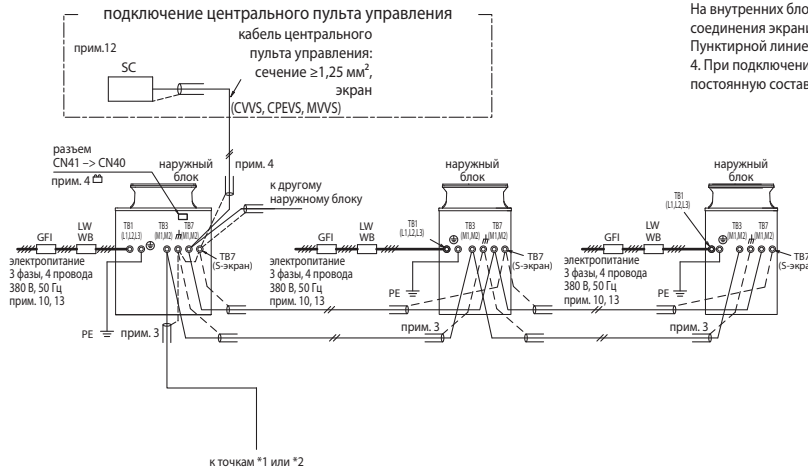 подключение центрального пульта управления
прим.12
SC
кабель центрального
пульта управления:
сечение ≥1,25 мм²,
экран
(CVVS, CPEVS, MVVS)
На внутренних бло
соединения экрани
Пунктирной линие
4. При подключени
постоянную состав
разъем
CN41 –> CN40
прим. 4
наружный
блок
прим. 4
к другому
наружному блоку
GFI
LW
WB
TB1
(L1,L2,L3)
TB3
(M1,M2)
TB7
(M1,M2)
TB7
(S-экран)
электропитание
3 фазы, 4 провода
380 В, 50 Гц
прим. 10, 13
PE
прим. 3
наружный
блок
GFI
LW
WB
TB1
(L1,L2,L3)
TB3
(M1,M2)
TB7
(M1,M2)
TB7
(S-экран)
электропитание
3 фазы, 4 провода
380 В, 50 Гц
прим. 10, 13
PE
прим. 3
наружный
блок
GFI
LW
WB
TB1
(L1,L2,L3)
TB3
(M1,M2)
TB7
(M1,M2)
TB7
(S-экра
электропитание
3 фазы, 4 провода
380 В, 50 Гц
прим. 10, 13
PE
прим. 3
к точкам *1 или *2